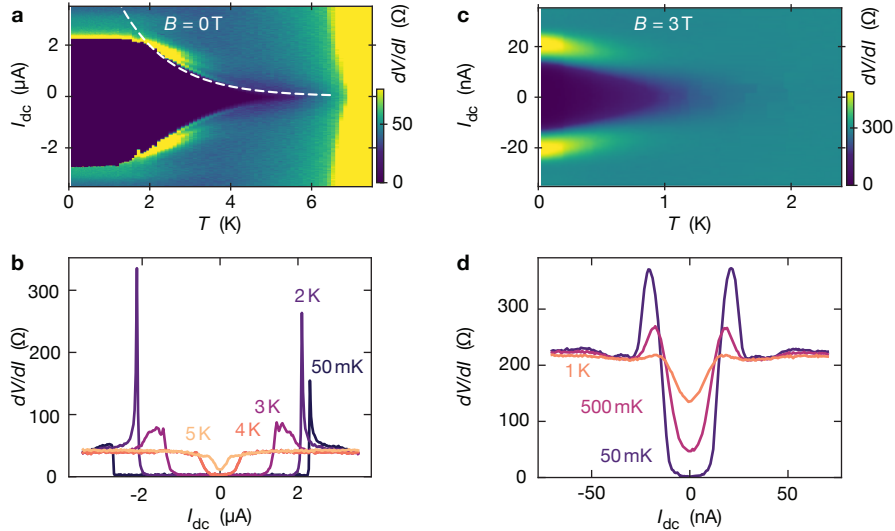 a
B = 0 T
I_dc (µA)
2
0
-2
0
2
4
6
T (K)
dV/dI (Ω)
50
0
c
B = 3 T
I_dc (nA)
20
0
-20
0
1
2
T (K)
dV/dI (Ω)
300
0
b
dV/dI (Ω)
300
200
100
0
2 K
50 mK
3 K
4 K
5 K
-2
0
2
I_dc (µA)
d
dV/dI (Ω)
300
200
100
0
1 K
500 mK
50 mK
-50
0
50
I_dc (nA)